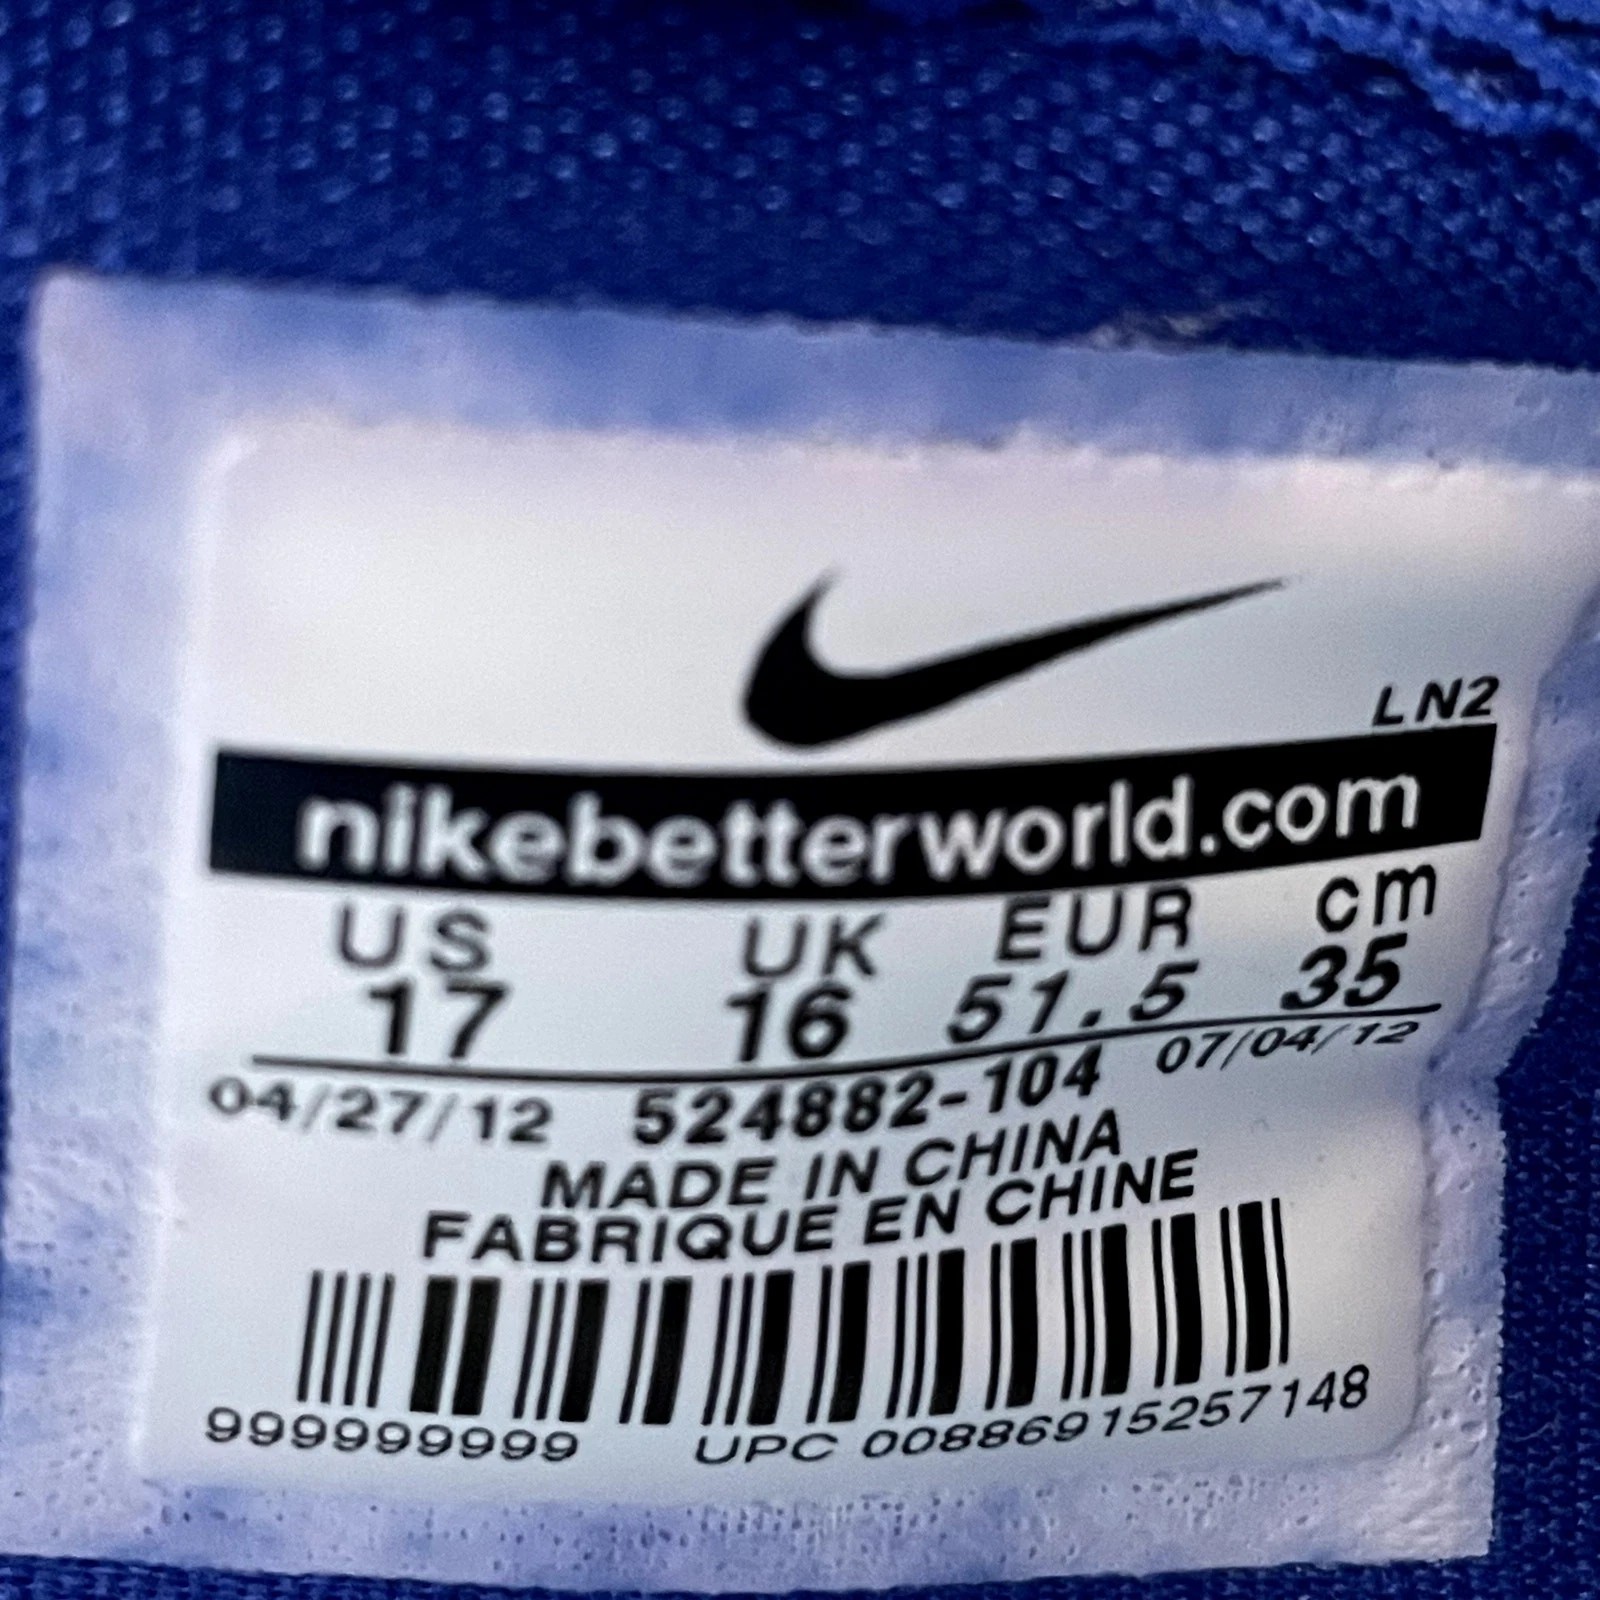 LN2
nikebetterworld.com
US UK EUR cm
17 16 51.5 35
04/27/12 524882-104 07/04/12
MADE IN CHINA
FABRIQUE EN CHINE
9999999999 UPC 00886915257148